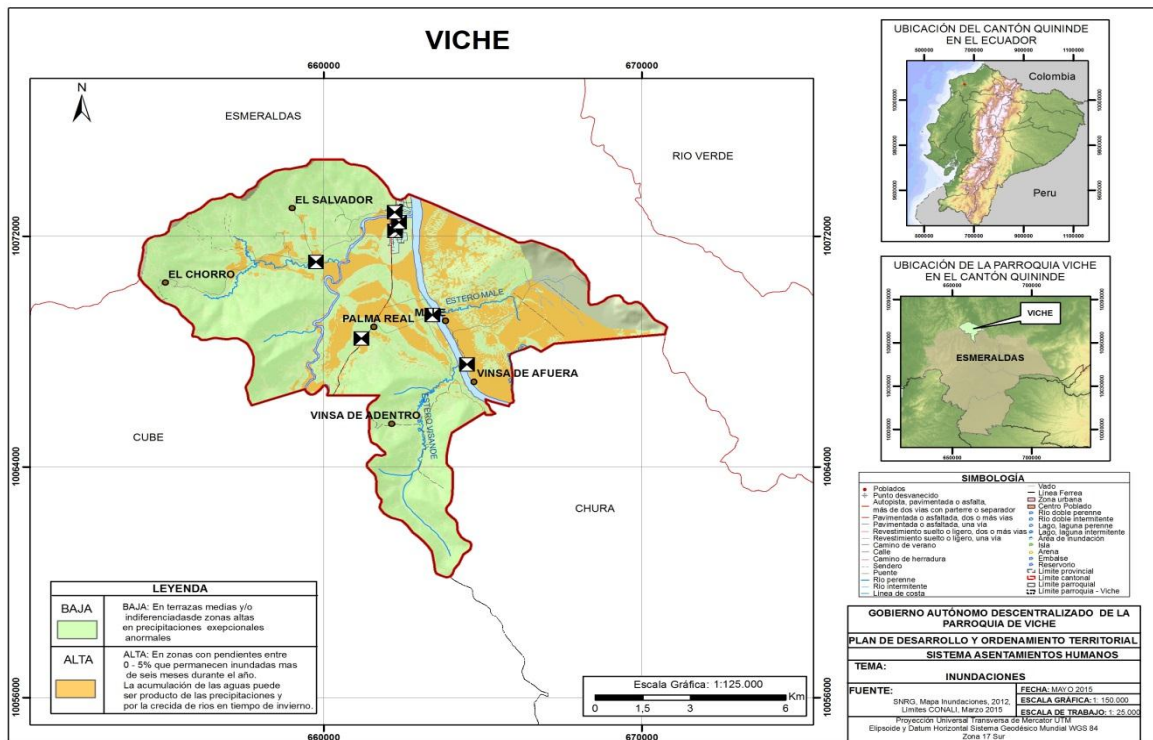 VICHE
660000
670000
N
ESMERALDAS
RIO VERDE
EL SALVADOR
10072000
10072000
EL CHORRO
ESTERO MALE
PALMA REAL
VINSA DE AFUERA
VINSA DE ADENTRO
ESTERO VISANDE
CUBE
10064000
10064000
CHURA
10056000
10056000
660000
670000
LEYENDA
BAJA
BAJA: En terrazas medias y/o
indiferenciadasde zonas altas
en precipitaciones exepcionales
anormales
ALTA
ALTA: En zonas con pendientes entre
0 - 5% que permanecen inundadas mas
de seis meses durante el año.
La acumulación de las aguas puede
ser producto de las precipitaciones y
por la crecida de rios en tiempo de invierno.
Escala Gráfica: 1:125.000
Km
0 1,5 3 6
UBICACIÓN DEL CANTÓN QUININDE
EN EL ECUADOR
Colombia
Peru
UBICACIÓN DE LA PARROQUIA VICHE
EN EL CANTÓN QUININDE
VICHE
ESMERALDAS
SIMBOLOGÍA
Poblados
Punto desvanecido
Autopista, pavimentada o asfalta,
más de dos vias con parterre o separador
Pavimentada o asfaltada, dos o más vías
Pavimentada o asfaltada, una vía
Revestimiento suelto o ligero, dos o más vias
Revestimiento suelto o ligero, una vía
Camino de verano
Calle
Camino de herradura
Sendero
Puente
Río perenne
Río intermitente
Línea de costa
Vado
Línea Ferrea
Zona urbana
Centro Poblado
Río doble perenne
Río doble intermitente
Lago, laguna perenne
Lago, laguna intermitente
Área de inundación
Isla
Arena
Embalse
Reservorio
Límite provincial
Límite cantonal
Límite parroquial
Límite parroquia - Viche
GOBIERNO AUTÓNOMO DESCENTRALIZADO DE LA
PARROQUIA DE VICHE
PLAN DE DESARROLLO Y ORDENAMIENTO TERRITORIAL
SISTEMA ASENTAMIENTOS HUMANOS
TEMA:
INUNDACIONES
FUENTE:
SNRG, Mapa Inundaciones, 2012,
Limites CONALI, Marzo 2015
FECHA: MAYO 2015
ESCALA GRÁFICA: 1: 150.000
ESCALA DE TRABAJO: 1: 25.000
Proyección Universal Transversa de Mercator UTM
Elipsoide y Datum Horizontal Sistema Geodésico Mundial WGS 84
Zona 17 Sur